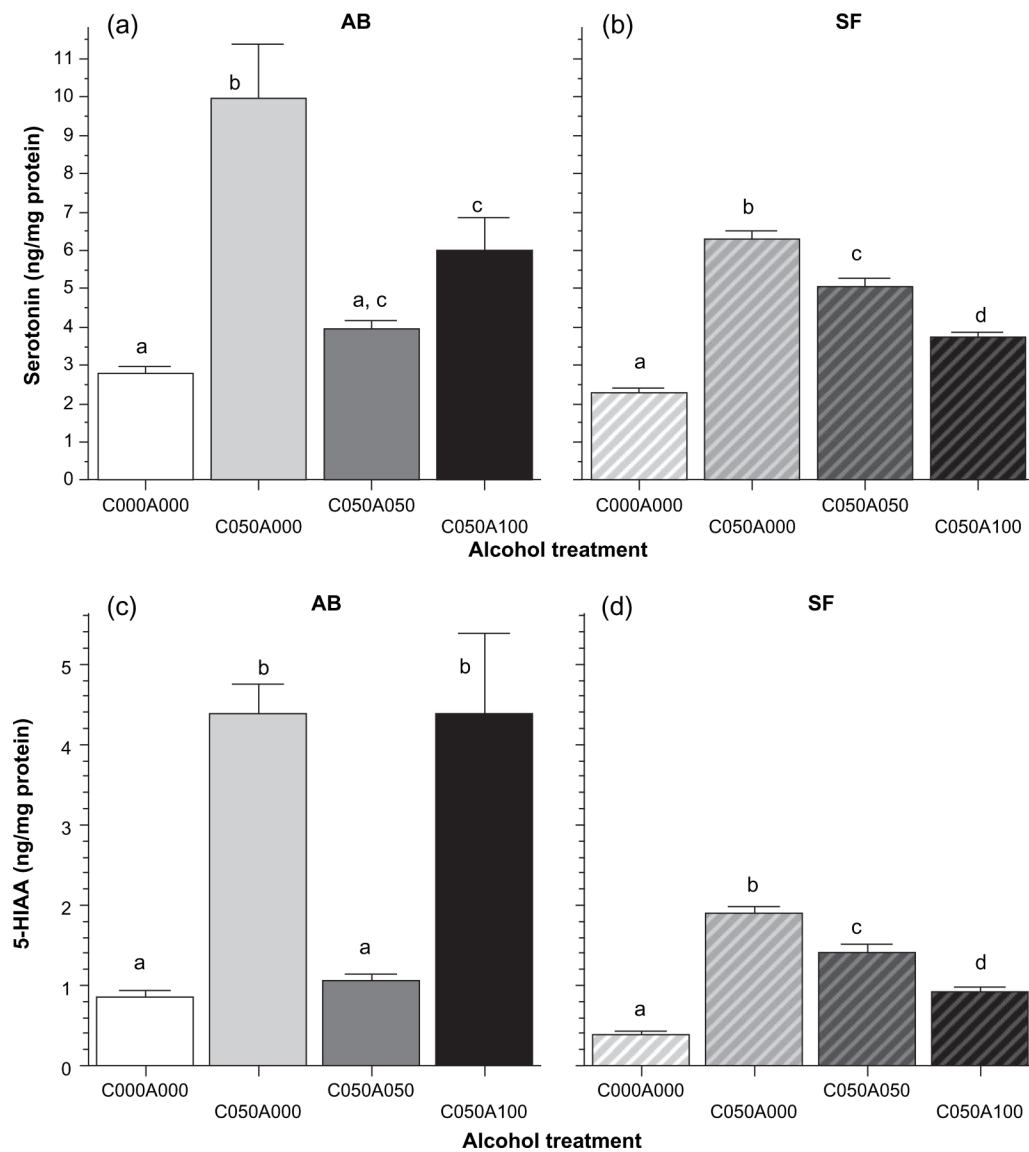 (a)
AB
Serotonin (ng/mg protein)
11
10
9
8
7
6
5
4
3
2
1
0
a
b
a, c
c
C000A000
C050A000
C050A050
C050A100
(b)
SF
a
b
c
d
C000A000
C050A000
C050A050
C050A100
Alcohol treatment
(c)
AB
5-HIAA (ng/mg protein)
5
4
3
2
1
0
a
b
a
b
C000A000
C050A000
C050A050
C050A100
(d)
SF
a
b
c
d
C000A000
C050A000
C050A050
C050A100
Alcohol treatment